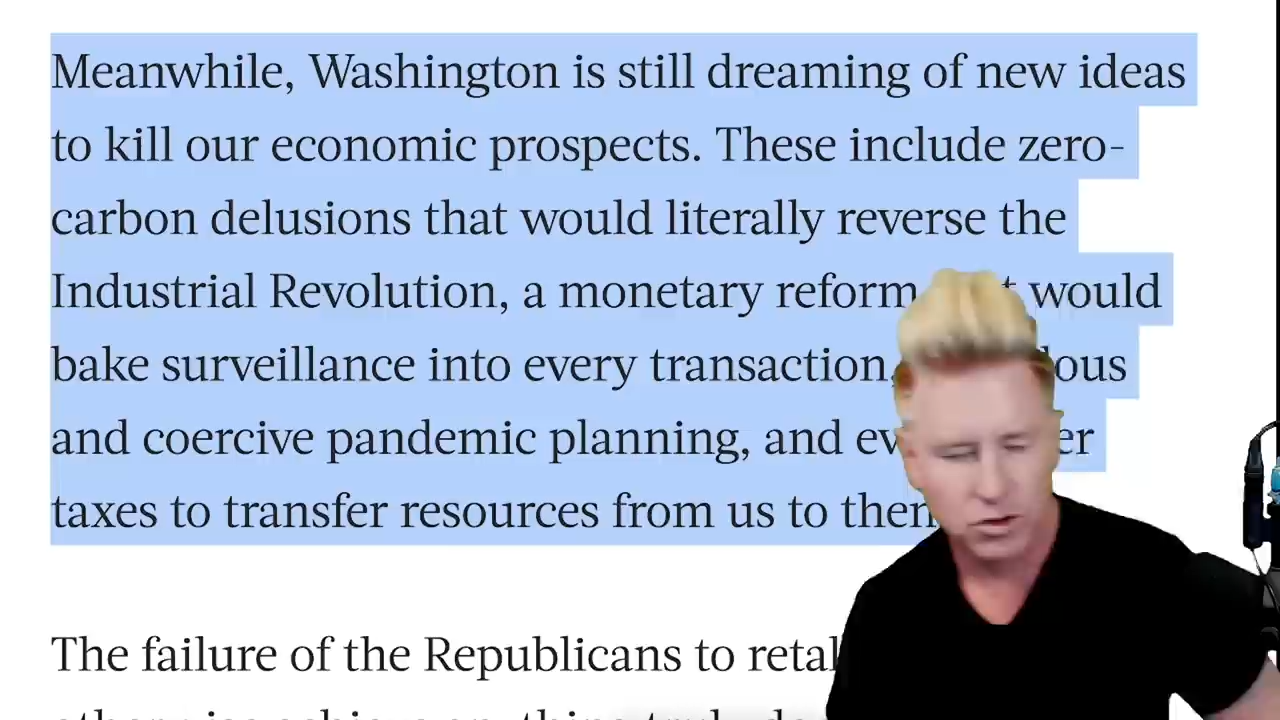 Meanwhile, Washington is still dreaming of new ideas
to kill our economic prospects. These include zero-
carbon delusions that would literally reverse the
Industrial Revolution, a monetary reform would
bake surveillance into every transaction,
and coercive pandemic planning, and
taxes to transfer resources from us to
The failure of the Republicans to